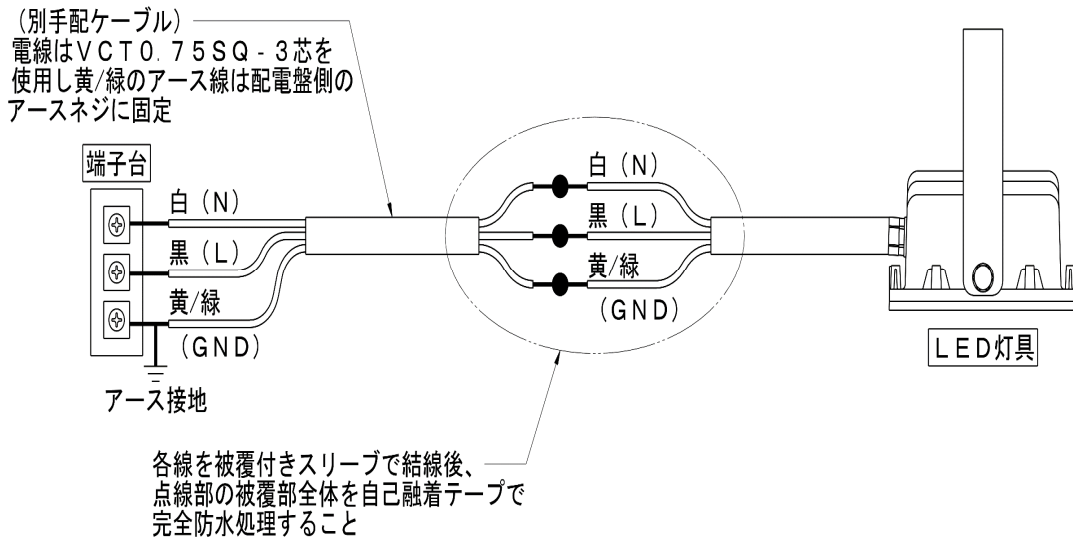 （別手配ケーブル）
電線はＶＣＴ０.７５ＳＱ-３芯を
使用し黄/緑のアース線は配電盤側の
アースネジに固定
端子台
白（Ｎ）
黒（Ｌ）
黄/緑
（ＧＮＤ）
アース接地
白（Ｎ）
黒（Ｌ）
黄/緑
（ＧＮＤ）
ＬＥＤ灯具
各線を被覆付きスリーブで結線後、
点線部の被覆部全体を自己融着テープで
完全防水処理すること